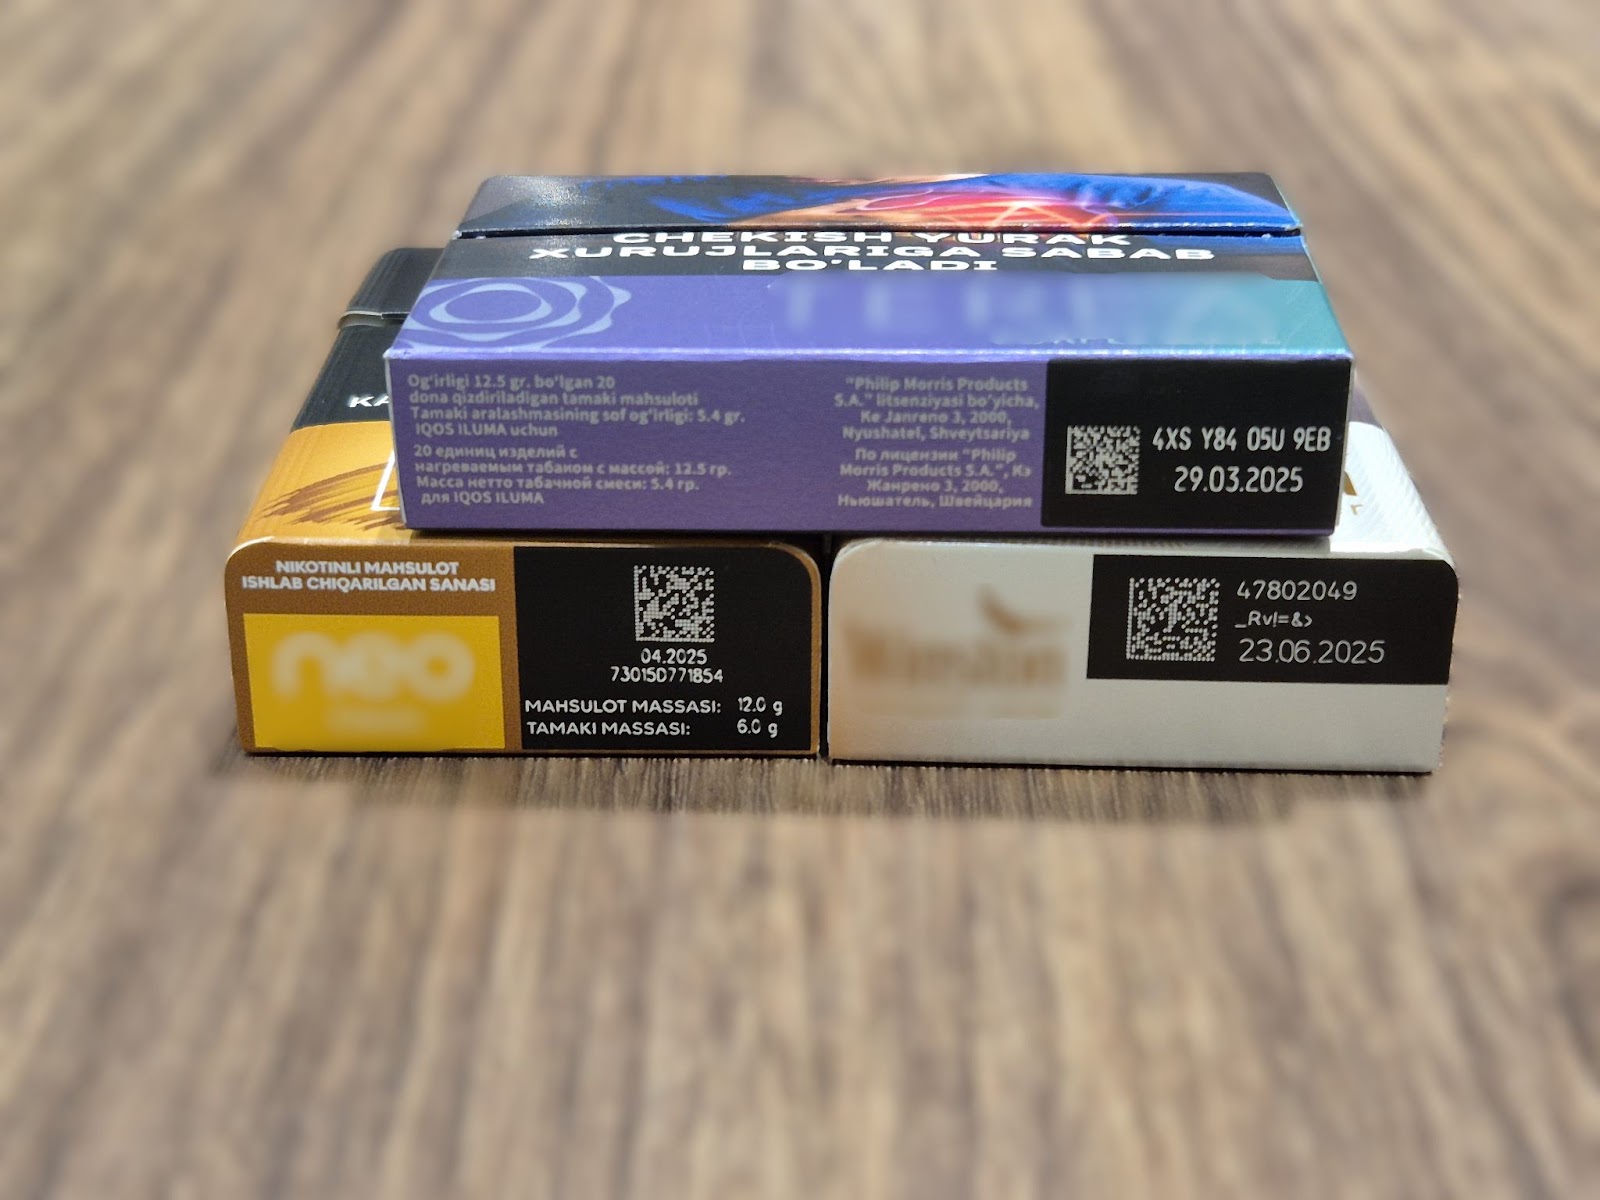 CHEKISH YURAK
XURUJLARIGA SABAB
BO'LADI
TEREA
Og'irligi 12.5 gr. bo'lgan 20
dona qizdiriladigan tamaki mahsuloti
Tamaki aralashmasining sof og'irligi: 5.4 gr.
IQOS ILUMA uchun
20 единиц изделий с
нагреваемым табаком с массой: 12.5 гр.
Масса нетто табачной смеси: 5.4 гр.
для IQOS ILUMA
"Philip Morris Products
S.A." litsenziyasi bo'yicha,
Ke Janreno 3, 2000,
Nyushatel, Shveytsariya
По лицензии "Philip
Morris Products S.A.", Кэ
Жанрено 3, 2000,
Ньюшатель, Швейцария
4XS Y84 05U 9EB
29.03.2025
KA
NIKOTINLI MAHSULOT
ISHLAB CHIQARILGAN SANASI
neo
04.2025
73015D771854
MAHSULOT MASSASI: 12.0 g
TAMAKI MASSASI: 6.0 g
47802049
_Rv!=&>
23.06.2025